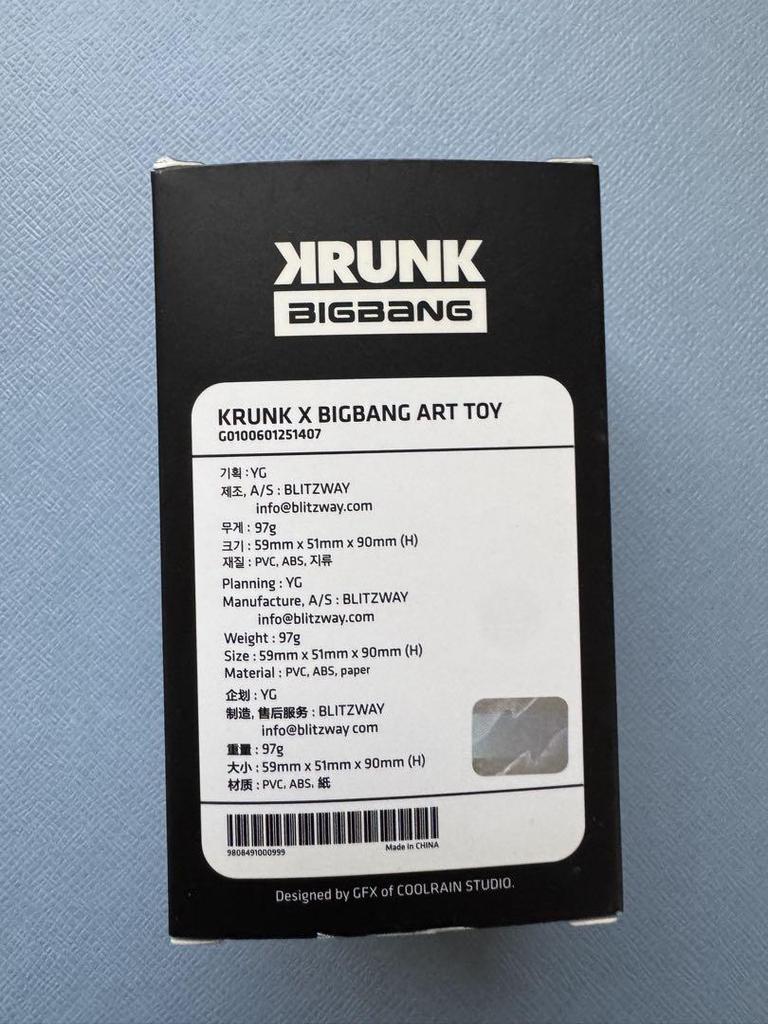 KRUNK
BIGBANG
KRUNK X BIGBANG ART TOY
G0100601251407
기획 : YG
제조, A/S : BLITZWAY
info@blitzway.com
무게 : 97g
크기 : 59mm x 51mm x 90mm (H)
재질 : PVC, ABS, 지류
Planning : YG
Manufacture, A/S : BLITZWAY
info@blitzway.com
Weight : 97g
Size : 59mm x 51mm x 90mm (H)
Material : PVC, ABS, paper
企划 : YG
制造, 售后服务 : BLITZWAY
info@blitzway com
重量 : 97g
大小 : 59mm x 51mm x 90mm (H)
材质 : PVC, ABS, 紙
9808491000999
Made in CHINA
Designed by GFX of COOLRAIN STUDIO.